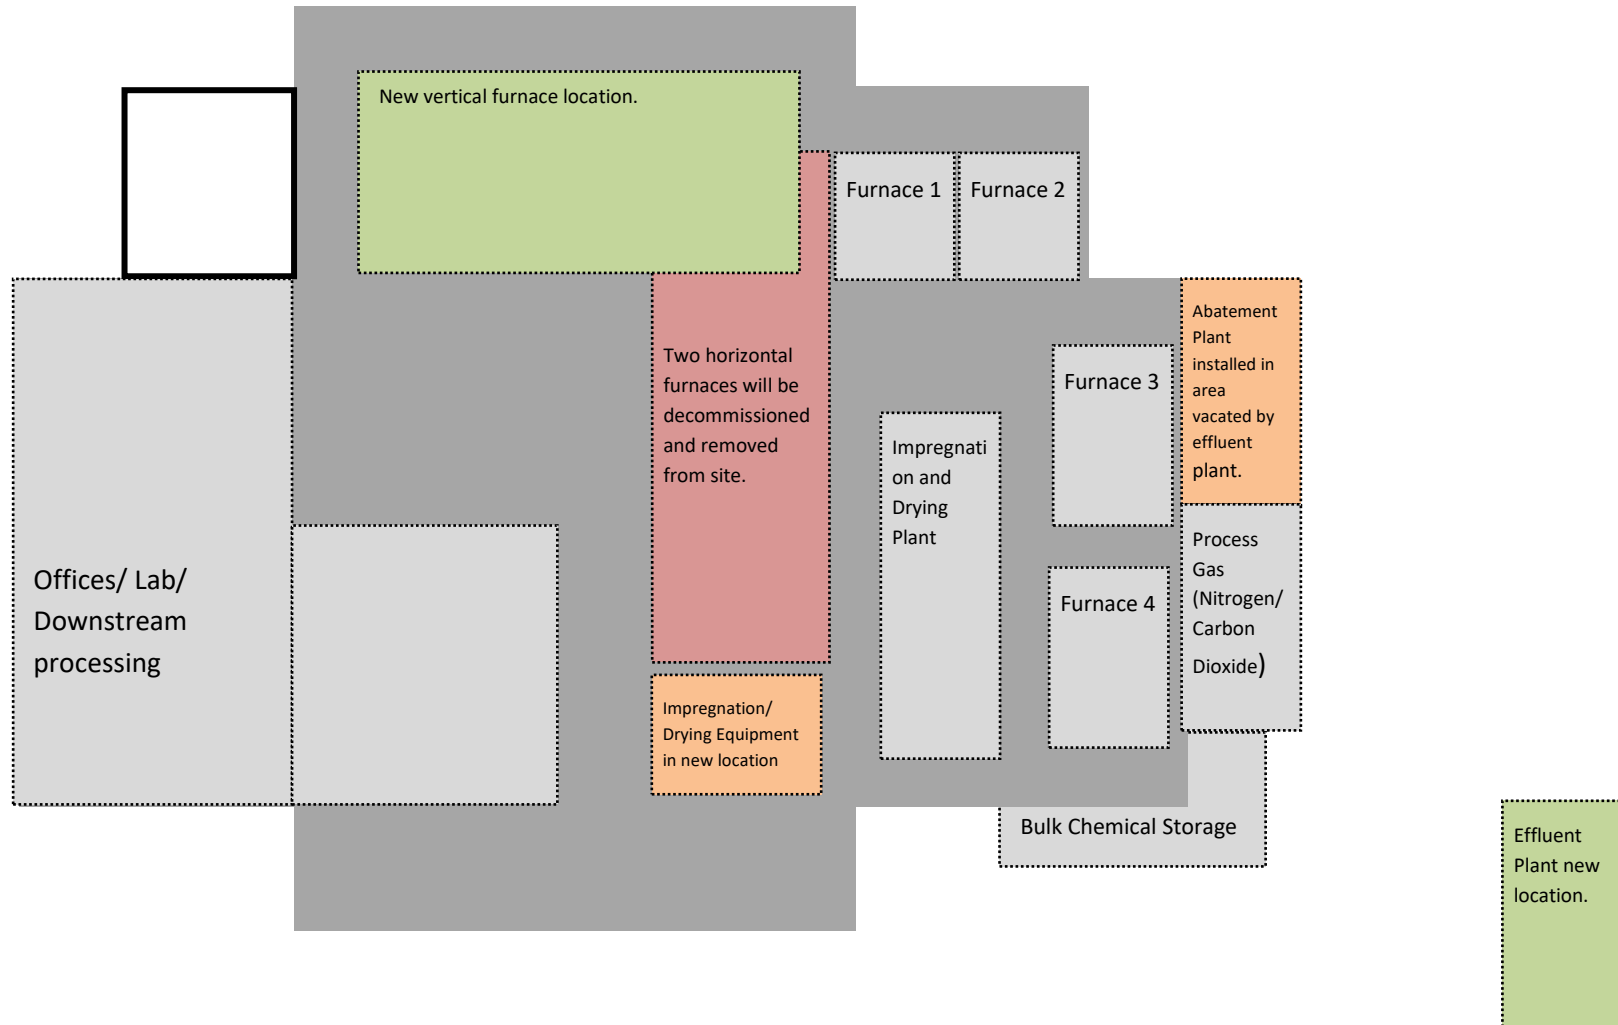 New vertical furnace location.
Furnace 1
Furnace 2
Abatement
Plant
installed in
area
vacated by
effluent
plant.
Two horizontal
furnaces will be
decommissioned
and removed
from site.
Furnace 3
Impregnati
on and
Drying
Plant
Process
Gas
(Nitrogen/
Carbon
Dioxide)
Offices/ Lab/
Downstream
processing
Furnace 4
Impregnation/
Drying Equipment
in new location
Bulk Chemical Storage
Effluent
Plant new
location.